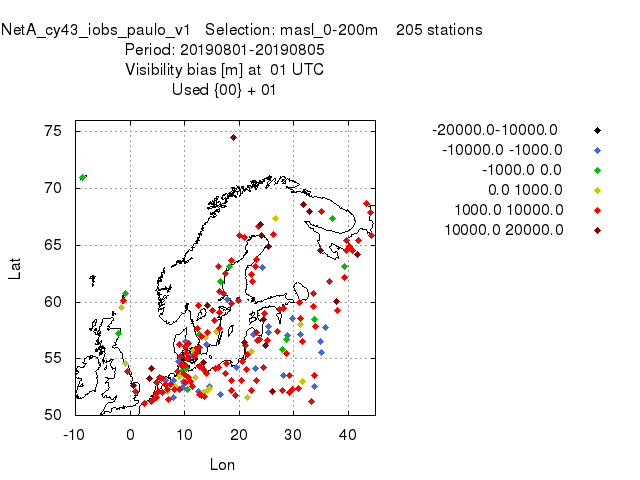 NetA_cy43_iobs_paulo_v1 Selection: masl_0-200m 205 stations
Period: 20190801-20190805
Visibility bias [m] at 01 UTC
Used {00} + 01
-20000.0-10000.0
-10000.0 -1000.0
-1000.0 0.0
0.0 1000.0
1000.0 10000.0
10000.0 20000.0
75
70
65
60
55
50
Lat
-10 0 10 20 30 40
Lon